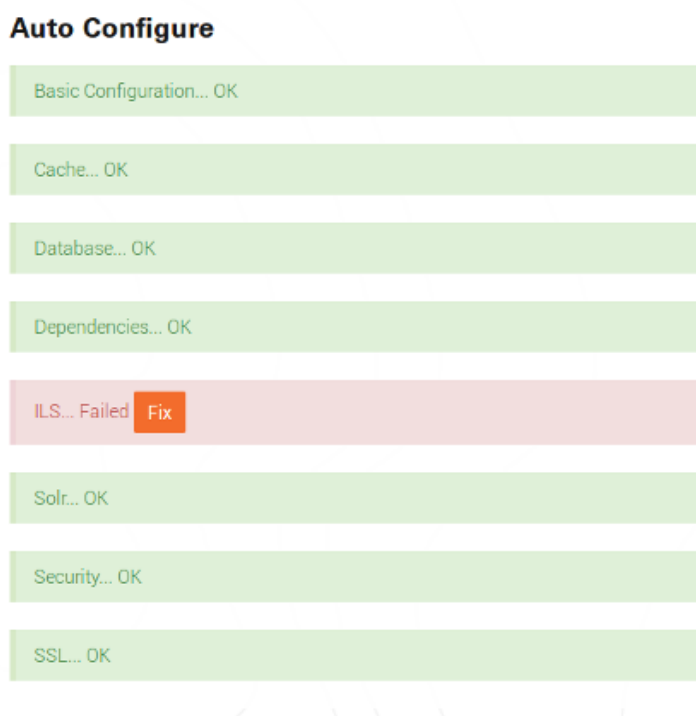 Auto Configure
Basic Configuration... OK
Cache... OK
Database... OK
Dependencies... OK
ILS... Failed Fix
Solr... OK
Security... OK
SSL... OK